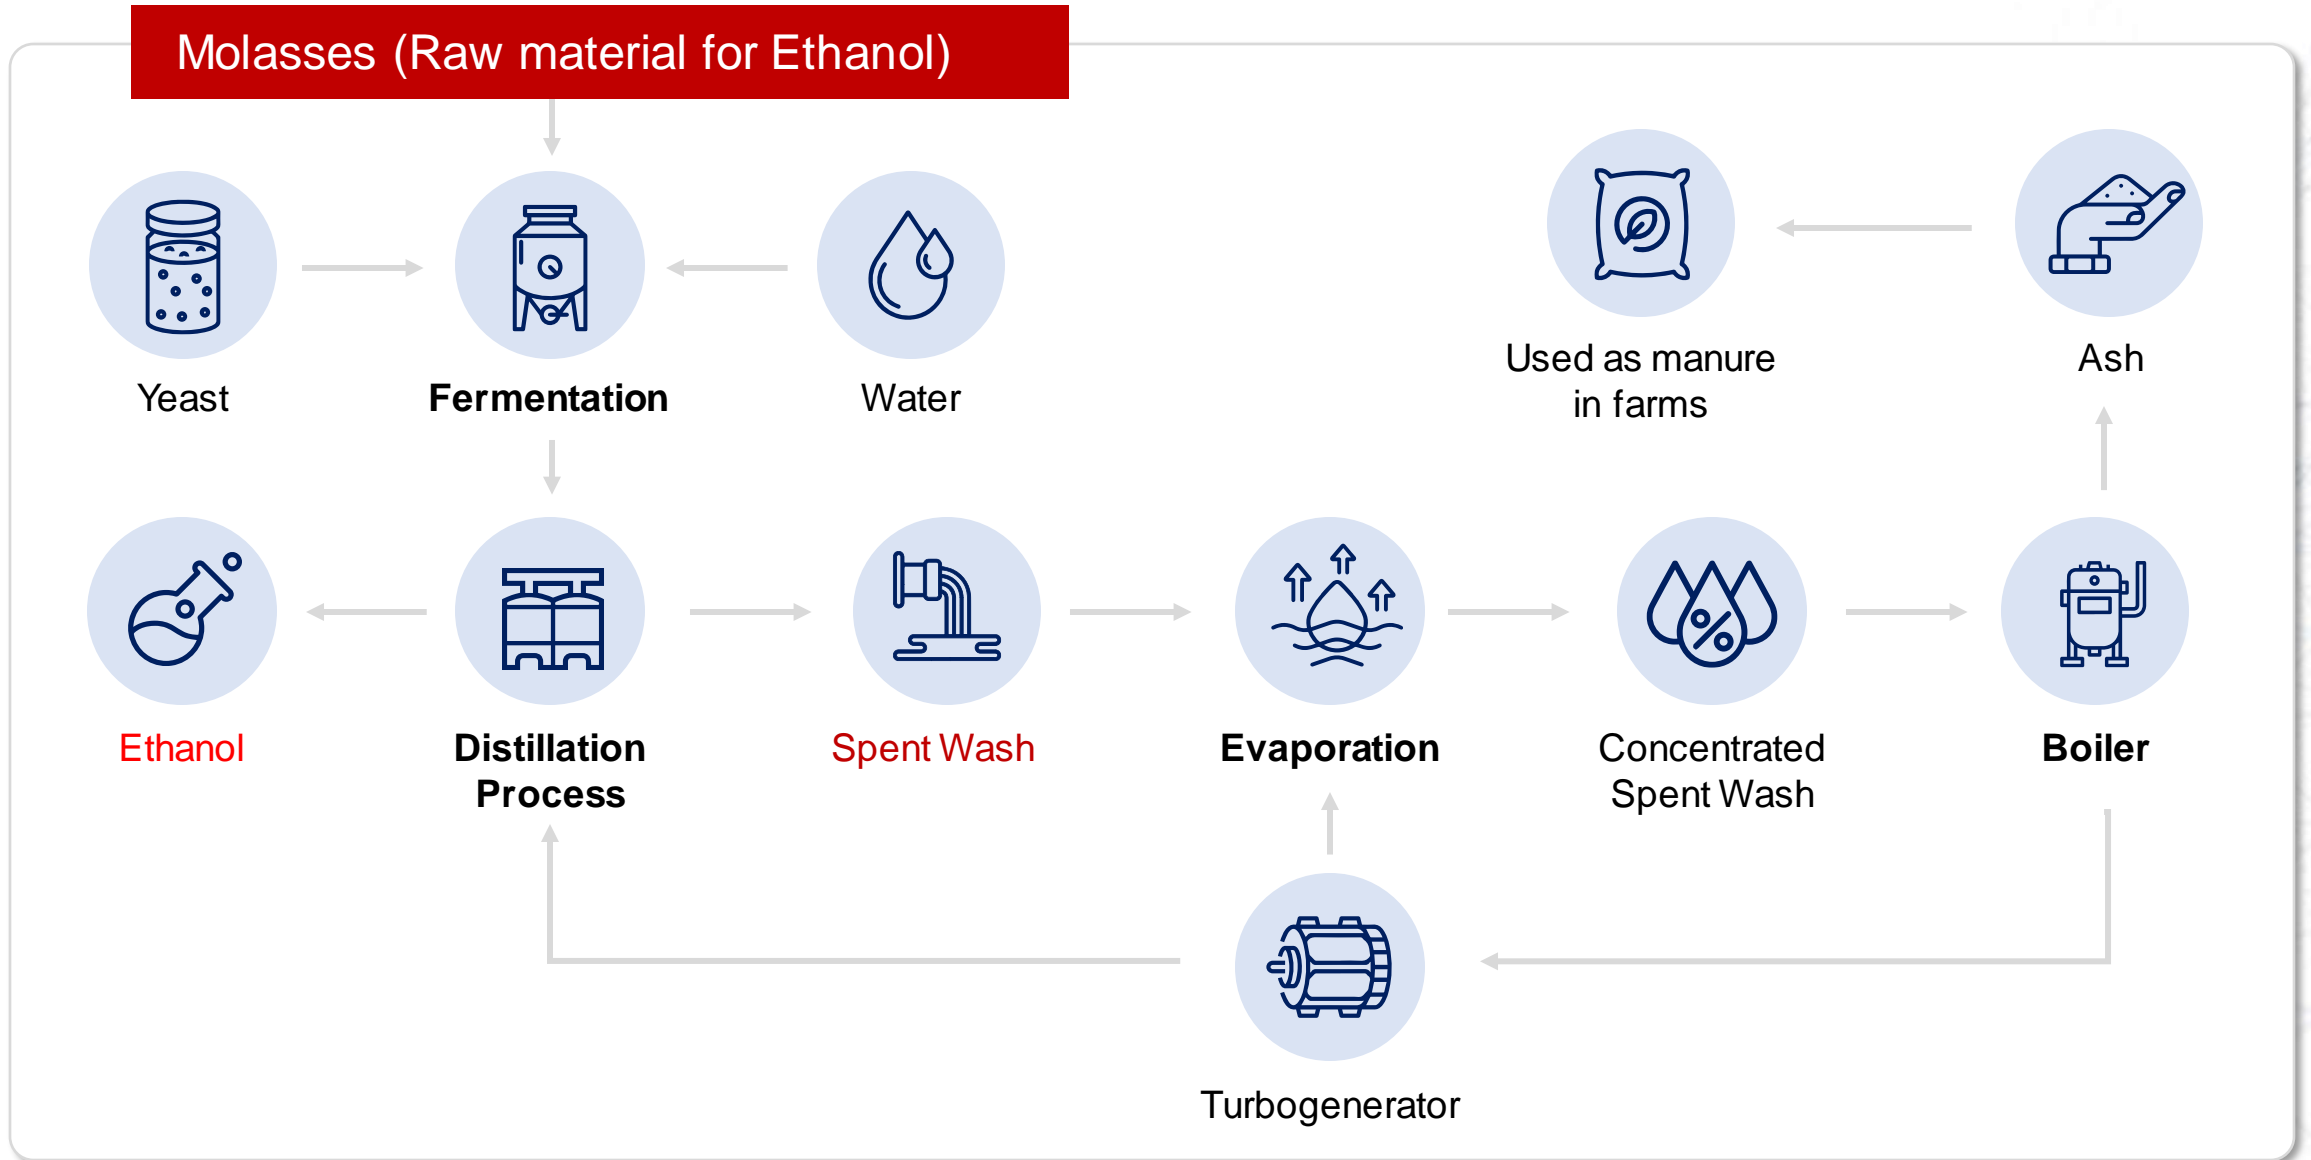 Molasses (Raw material for Ethanol)
Yeast
Fermentation
Water
Used as manure
in farms
Ash
Ethanol
Distillation
Process
Spent Wash
Evaporation
Concentrated
Spent Wash
Boiler
Turbogenerator